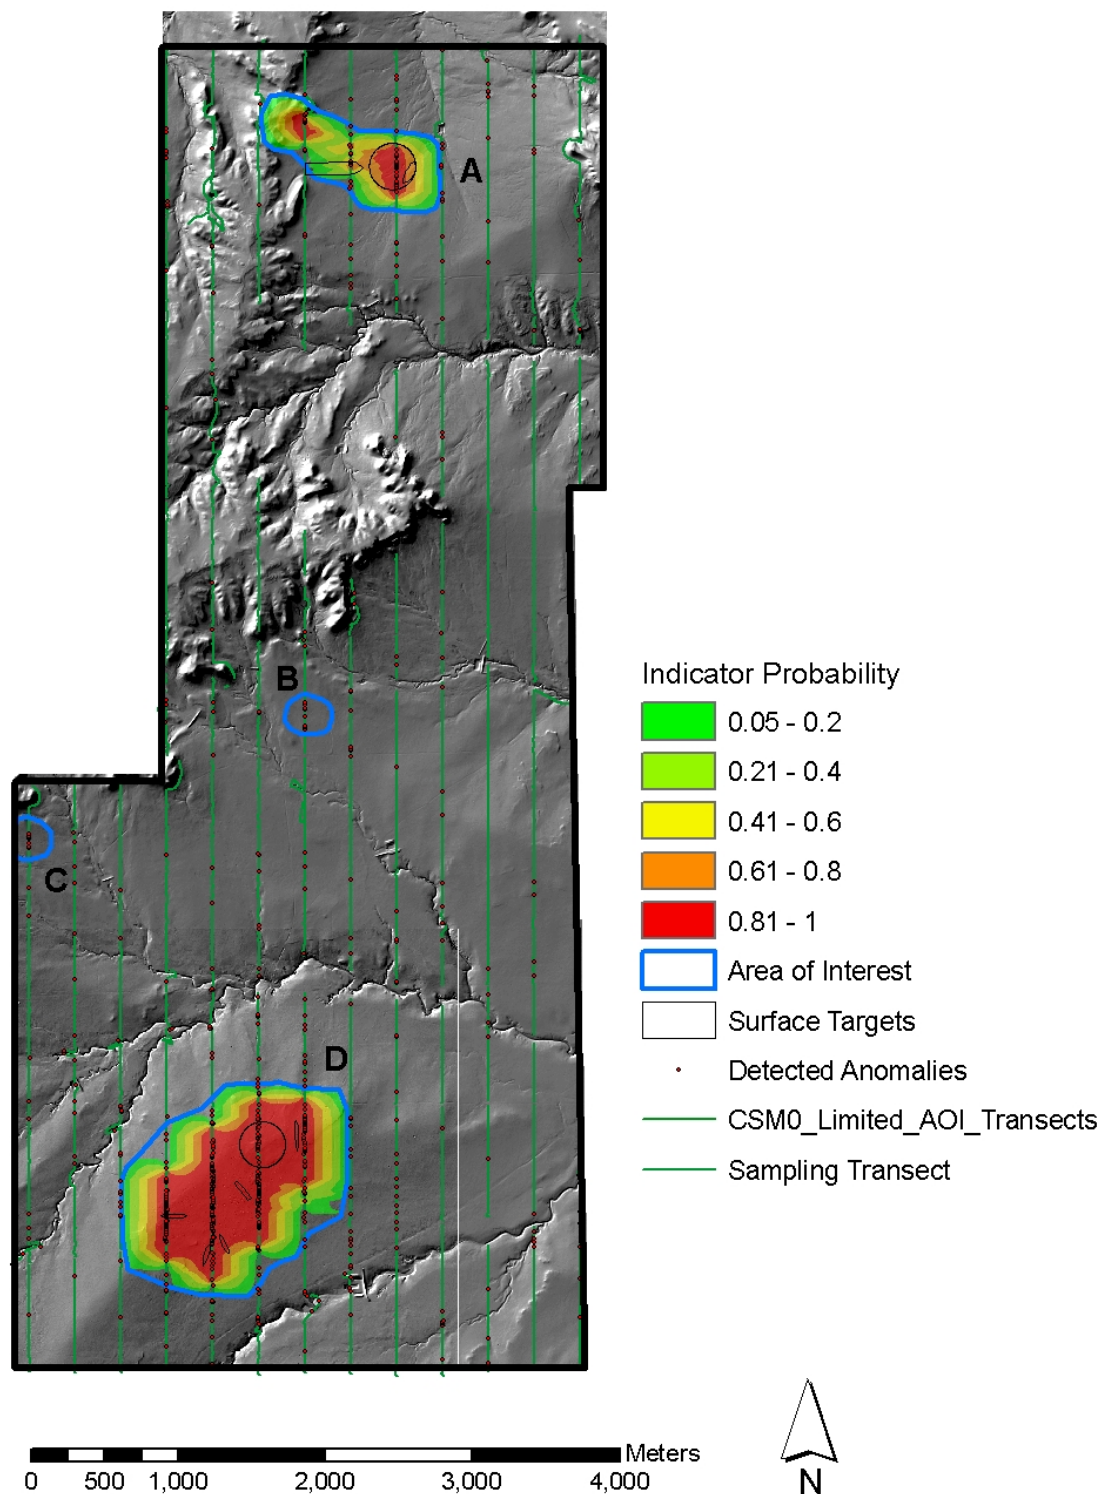 A
B
C
D
Indicator Probability
0.05 - 0.2
0.21 - 0.4
0.41 - 0.6
0.61 - 0.8
0.81 - 1
Area of Interest
Surface Targets
Detected Anomalies
CSM0_Limited_AOI_Transects
Sampling Transect
Meters
0 500 1,000 2,000 3,000 4,000
N